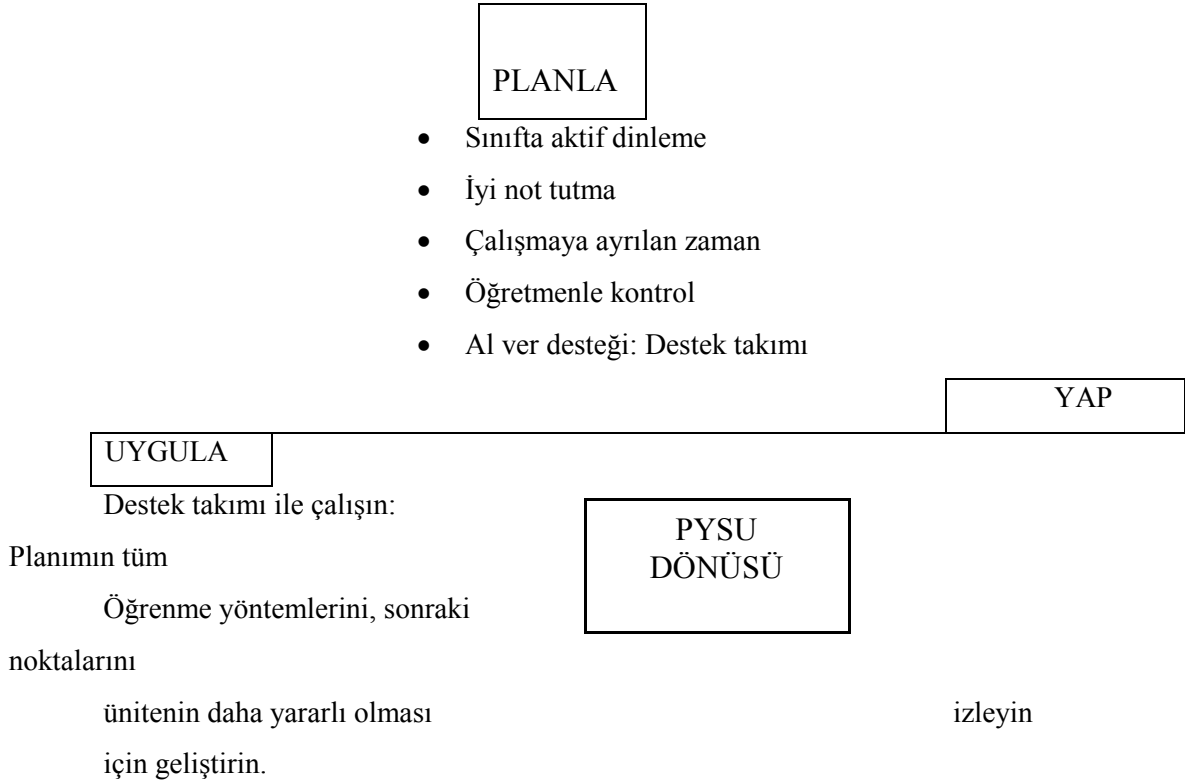 PLANLA
• Sınıfta aktif dinleme
• İyi not tutma
• Çalışmaya ayrılan zaman
• Öğretmenle kontrol
• Al ver desteği: Destek takımı
YAP
UYGULA
Destek takımı ile çalışın:
PYSU
DÖNÜSÜ
Planımın tüm
Öğrenme yöntemlerini, sonraki
noktalarını
ünitenin daha yararlı olması izleyin
için geliştirin.